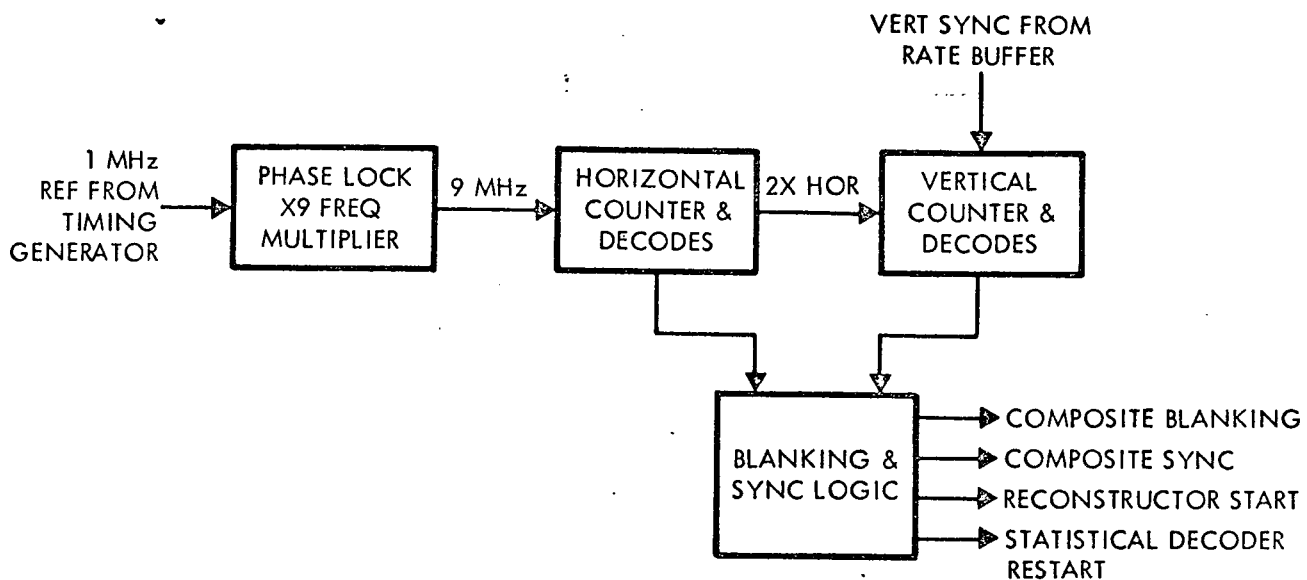 VERT SYNC FROM
RATE BUFFER
1 MHz
REF FROM
TIMING
GENERATOR
PHASE LOCK
X9 FREQ
MULTIPLIER
9 MHz
HORIZONTAL
COUNTER &
DECODES
2X HOR
VERTICAL
COUNTER &
DECODES
BLANKING &
SYNC LOGIC
COMPOSITE BLANKING
COMPOSITE SYNC
RECONSTRUCTOR START
STATISTICAL DECODER
RESTART